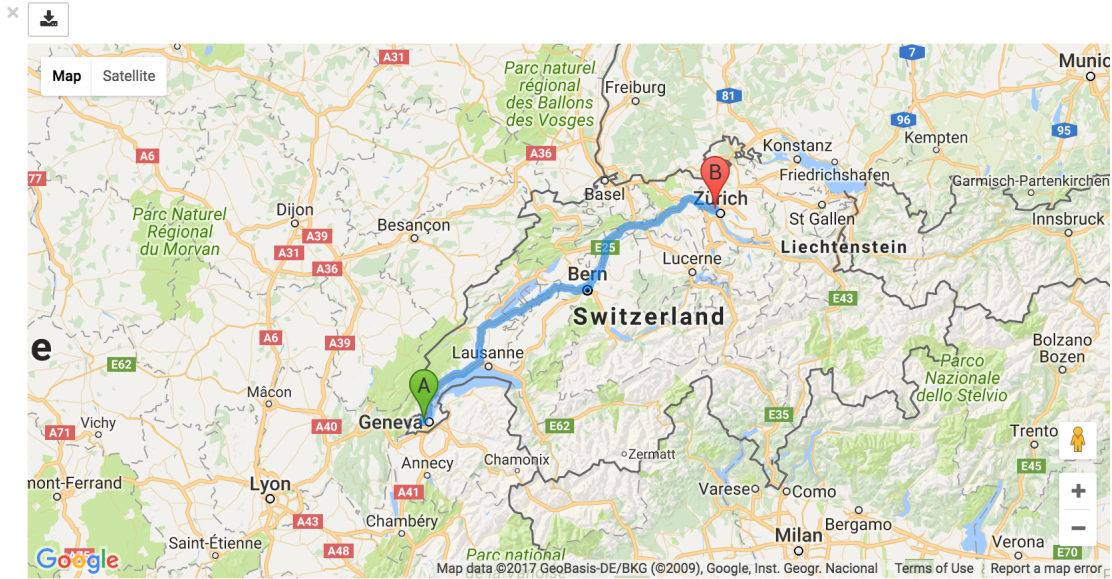 Map
Satellite
A31
7
Munic
Parc naturel
régional
des Ballons
des Vosges
Freiburg
81
96
95
A6
A36
Konstanz
Kempten
77
B
Friedrichshafen
Garmisch-Partenkirchen
Basel
Zürich
Parc Naturel
Régional
du Morvan
Dijon
Besançon
St Gallen
Innsbruck
A39
A31
A36
E25
Lucerne
Liechtenstein
Bern
E43
Switzerland
A6
A39
e
E62
Lausanne
Bolzano
Bozen
Parco
Nazionale
dello Stelvio
A
Mâcon
Geneva
A40
E62
E35
Vichy
A71
Trento
Annecy
Chamonix
Zermatt
E45
mont-Ferrand
Lyon
A41
Varese
Como
A43
Chambéry
Bergamo
Saint-Étienne
A48
Milan
Verona
E70
Parc national
de la Vanoise
A75
Google
Map data ©2017 GeoBasis-DE/BKG (©2009), Google, Inst. Geogr. Nacional
Terms of Use
Report a map error